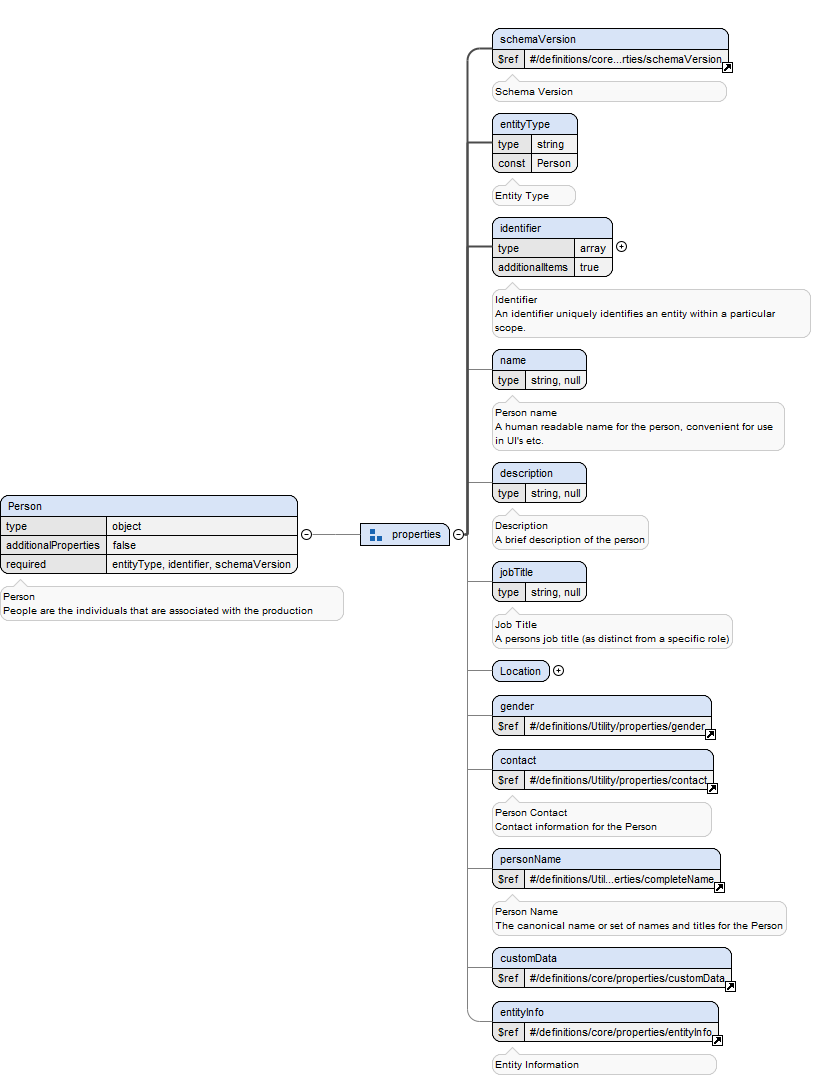 schemaVersion
$ref #/definitions/core...rties/schemaVersion
Schema Version
entityType
type string
const Person
Entity Type
identifier
type array
additionalItems true
Identifier
An identifier uniquely identifies an entity within a particular
scope.
name
type string, null
Person name
A human readable name for the person, convenient for use
in UI's etc.
description
type string, null
Description
A brief description of the person
Person
type object
additionalProperties false
required entityType, identifier, schemaVersion
Person
People are the individuals that are associated with the production
properties
jobTitle
type string, null
Job Title
A persons job title (as distinct from a specific role)
Location
gender
$ref #/definitions/Utility/properties/gender
contact
$ref #/definitions/Utility/properties/contact
Person Contact
Contact information for the Person
personName
$ref #/definitions/Util...erties/completeName
Person Name
The canonical name or set of names and titles for the Person
customData
$ref #/definitions/core/properties/customData
entityInfo
$ref #/definitions/core/properties/entityInfo
Entity Information